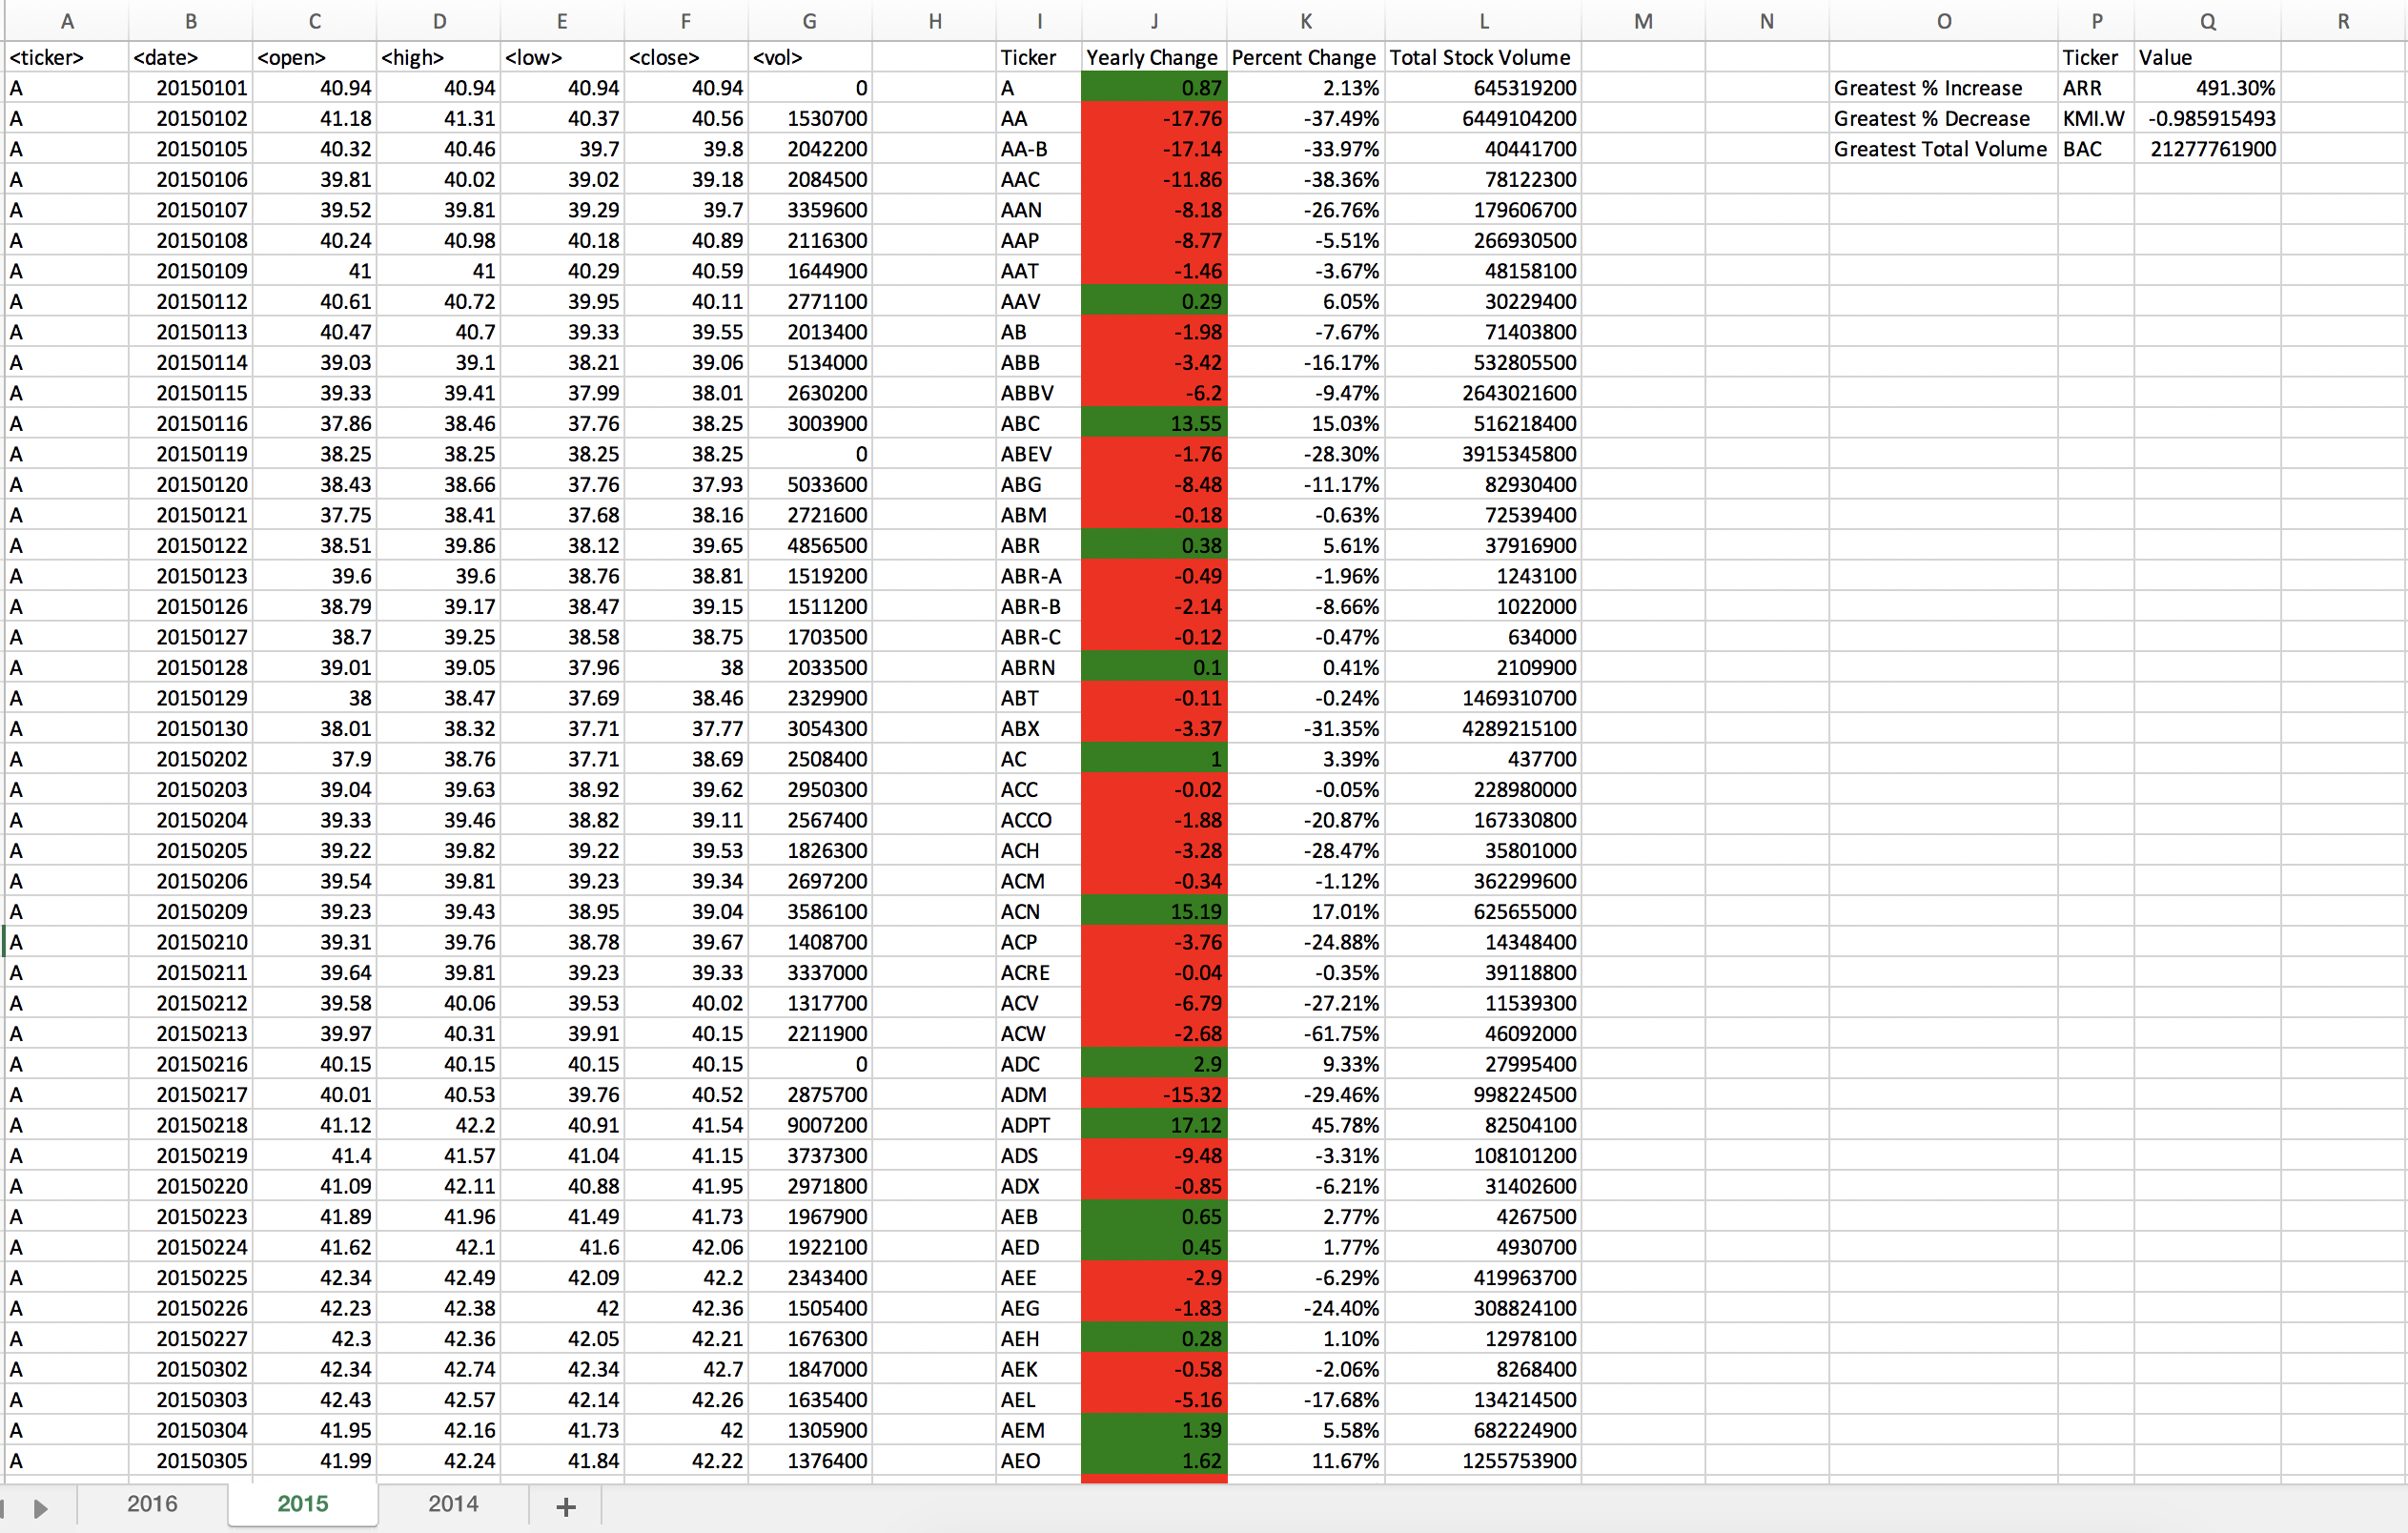 A B C D E F G H I J K L M N O P Q R
<ticker> <date> <open> <high> <low> <close> <vol> Ticker Yearly Change Percent Change Total Stock Volume Ticker Value
A 20150101 40.94 40.94 40.94 40.94 0 A 0.87 2.13% 645319200 Greatest % Increase ARR 491.30%
A 20150102 41.18 41.31 40.37 40.56 1530700 AA -17.76 -37.49% 6449104200 Greatest % Decrease KMI.W -0.985915493
A 20150105 40.32 40.46 39.7 39.8 2042200 AA-B -17.14 -33.97% 40441700 Greatest Total Volume BAC 21277761900
A 20150106 39.81 40.02 39.02 39.18 2084500 AAC -11.86 -38.36% 78122300
A 20150107 39.52 39.81 39.29 39.7 3359600 AAN -8.18 -26.76% 179606700
A 20150108 40.24 40.98 40.18 40.89 2116300 AAP -8.77 -5.51% 266930500
A 20150109 41 41 40.29 40.59 1644900 AAT -1.46 -3.67% 48158100
A 20150112 40.61 40.72 39.95 40.11 2771100 AAV 0.29 6.05% 30229400
A 20150113 40.47 40.7 39.33 39.55 2013400 AB -1.98 -7.67% 71403800
A 20150114 39.03 39.1 38.21 39.06 5134000 ABB -3.42 -16.17% 532805500
A 20150115 39.33 39.41 37.99 38.01 2630200 ABBV -6.2 -9.47% 2643021600
A 20150116 37.86 38.46 37.76 38.25 3003900 ABC 13.55 15.03% 516218400
A 20150119 38.25 38.25 38.25 38.25 0 ABEV -1.76 -28.30% 3915345800
A 20150120 38.43 38.66 37.76 37.93 5033600 ABG -8.48 -11.17% 82930400
A 20150121 37.75 38.41 37.68 38.16 2721600 ABM -0.18 -0.63% 72539400
A 20150122 38.51 39.86 38.12 39.65 4856500 ABR 0.38 5.61% 37916900
A 20150123 39.6 39.6 38.76 38.81 1519200 ABR-A -0.49 -1.96% 1243100
A 20150126 38.79 39.17 38.47 39.15 1511200 ABR-B -2.14 -8.66% 1022000
A 20150127 38.7 39.25 38.58 38.75 1703500 ABR-C -0.12 -0.47% 634000
A 20150128 39.01 39.05 37.96 38 2033500 ABRN 0.1 0.41% 2109900
A 20150129 38 38.47 37.69 38.46 2329900 ABT -0.11 -0.24% 1469310700
A 20150130 38.01 38.32 37.71 37.77 3054300 ABX -3.37 -31.35% 4289215100
A 20150202 37.9 38.76 37.71 38.69 2508400 AC 1 3.39% 437700
A 20150203 39.04 39.63 38.92 39.62 2950300 ACC -0.02 -0.05% 228980000
A 20150204 39.33 39.46 38.82 39.11 2567400 ACCO -1.88 -20.87% 167330800
A 20150205 39.22 39.82 39.22 39.53 1826300 ACH -3.28 -28.47% 35801000
A 20150206 39.54 39.81 39.23 39.34 2697200 ACM -0.34 -1.12% 362299600
A 20150209 39.23 39.43 38.95 39.04 3586100 ACN 15.19 17.01% 625655000
A 20150210 39.31 39.76 38.78 39.67 1408700 ACP -3.76 -24.88% 14348400
A 20150211 39.64 39.81 39.23 39.33 3337000 ACRE -0.04 -0.35% 39118800
A 20150212 39.58 40.06 39.53 40.02 1317700 ACV -6.79 -27.21% 11539300
A 20150213 39.97 40.31 39.91 40.15 2211900 ACW -2.68 -61.75% 46092000
A 20150216 40.15 40.15 40.15 40.15 0 ADC 2.9 9.33% 27995400
A 20150217 40.01 40.53 39.76 40.52 2875700 ADM -15.32 -29.46% 998224500
A 20150218 41.12 42.2 40.91 41.54 9007200 ADPT 17.12 45.78% 82504100
A 20150219 41.4 41.57 41.04 41.15 3737300 ADS -9.48 -3.31% 108101200
A 20150220 41.09 42.11 40.88 41.95 2971800 ADX -0.85 -6.21% 31402600
A 20150223 41.89 41.96 41.49 41.73 1967900 AEB 0.65 2.77% 4267500
A 20150224 41.62 42.1 41.6 42.06 1922100 AED 0.45 1.77% 4930700
A 20150225 42.34 42.49 42.09 42.2 2343400 AEE -2.9 -6.29% 419963700
A 20150226 42.23 42.38 42 42.36 1505400 AEG -1.83 -24.40% 308824100
A 20150227 42.3 42.36 42.05 42.21 1676300 AEH 0.28 1.10% 12978100
A 20150302 42.34 42.74 42.34 42.7 1847000 AEK -0.58 -2.06% 8268400
A 20150303 42.43 42.57 42.14 42.26 1635400 AEL -5.16 -17.68% 134214500
A 20150304 41.95 42.16 41.73 42 1305900 AEM 1.39 5.58% 682224900
A 20150305 41.99 42.24 41.84 42.22 1376400 AEO 1.62 11.67% 1255753900
2016 2015 2014 +